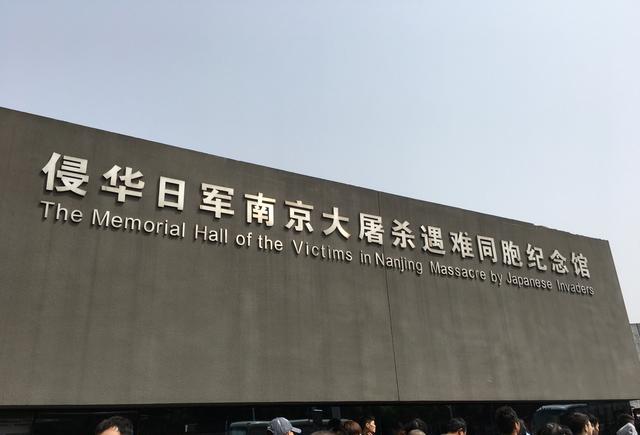 侵华日军南京大屠杀遇难同胞纪念馆
The Memorial Hall of the Victims in Nanjing Massacre by Japanese Invaders